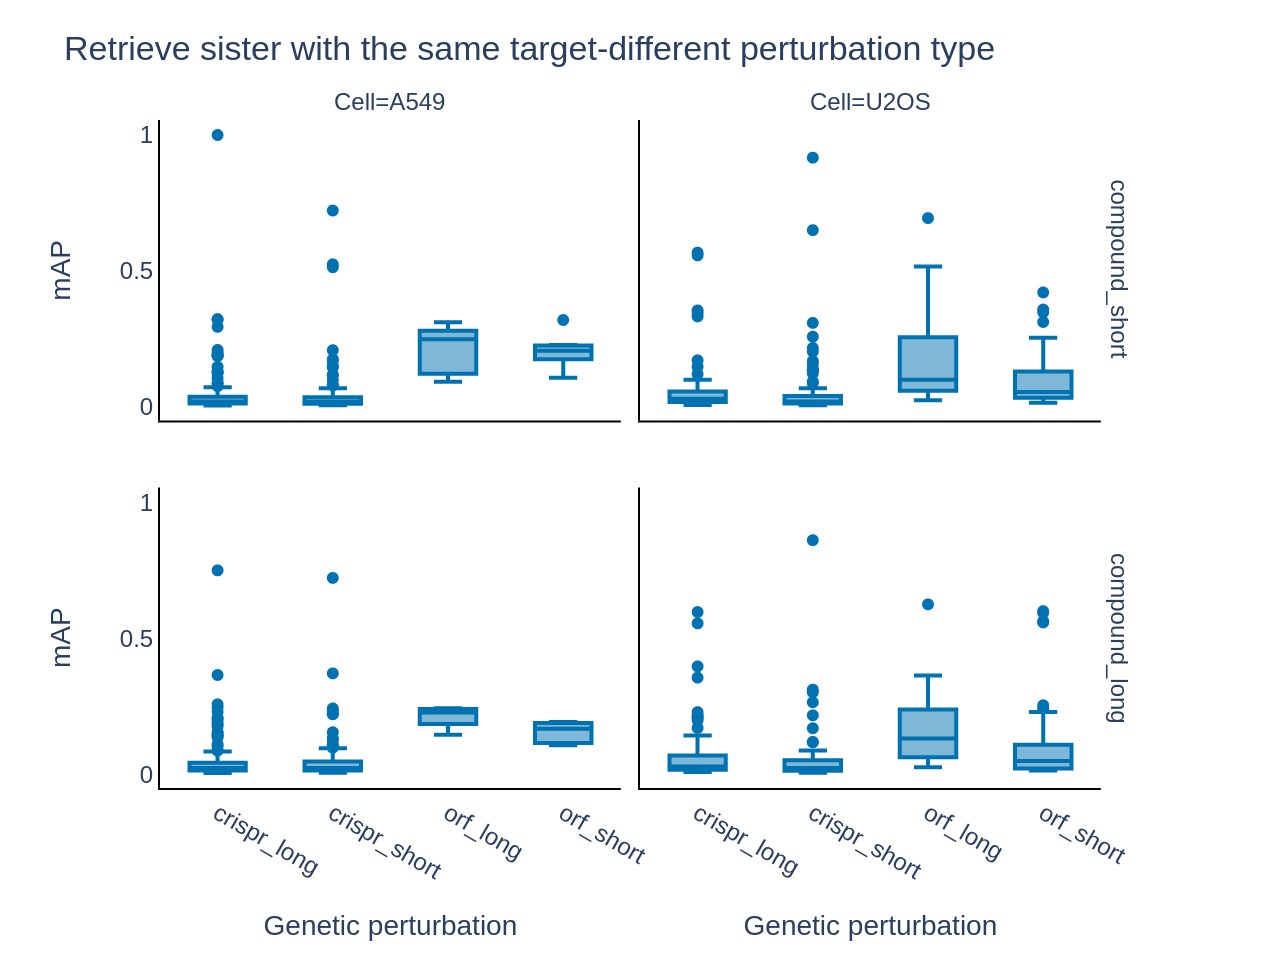 Retrieve sister with the same target-different perturbation type
Cell=A549
Cell=U2OS
mAP
1
0.5
0
compound_short
mAP
1
0.5
0
compound_long
crispr_long
crispr_short
orf_long
orf_short
crispr_long
crispr_short
orf_long
orf_short
Genetic perturbation
Genetic perturbation